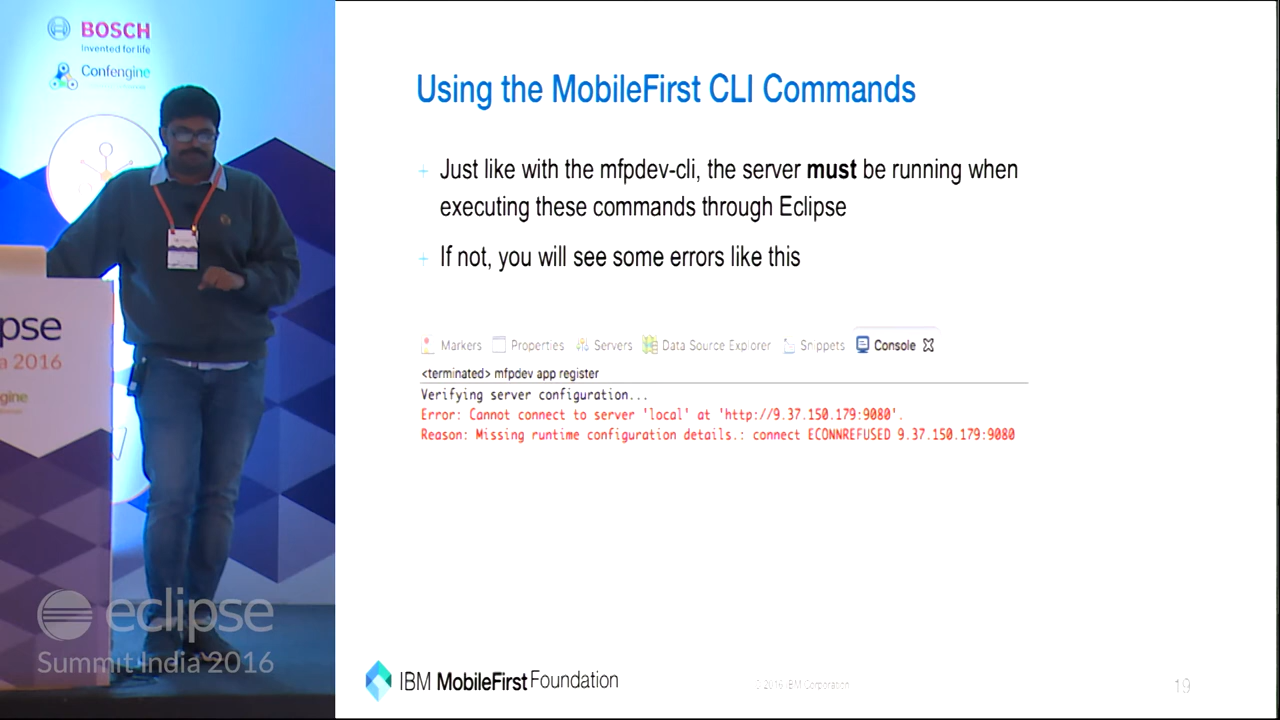 BOSCH
Invented for life
Confengine
pse
a 2016
gine
eclipse
Summit India 2016
Using the MobileFirst CLI Commands
Just like with the mfpdev-cli, the server must be running when
executing these commands through Eclipse
If not, you will see some errors like this
Markers Properties Servers Data Source Explorer Snippets Console
<terminated> mfpdev app register
Verifying server configuration...
Error: Cannot connect to server 'local' at 'http://9.37.150.179:9080'.
Reason: Missing runtime configuration details.: connect ECONNREFUSED 9.37.150.179:9080
IBM MobileFirst Foundation
© 2016 IBM Corporation
19